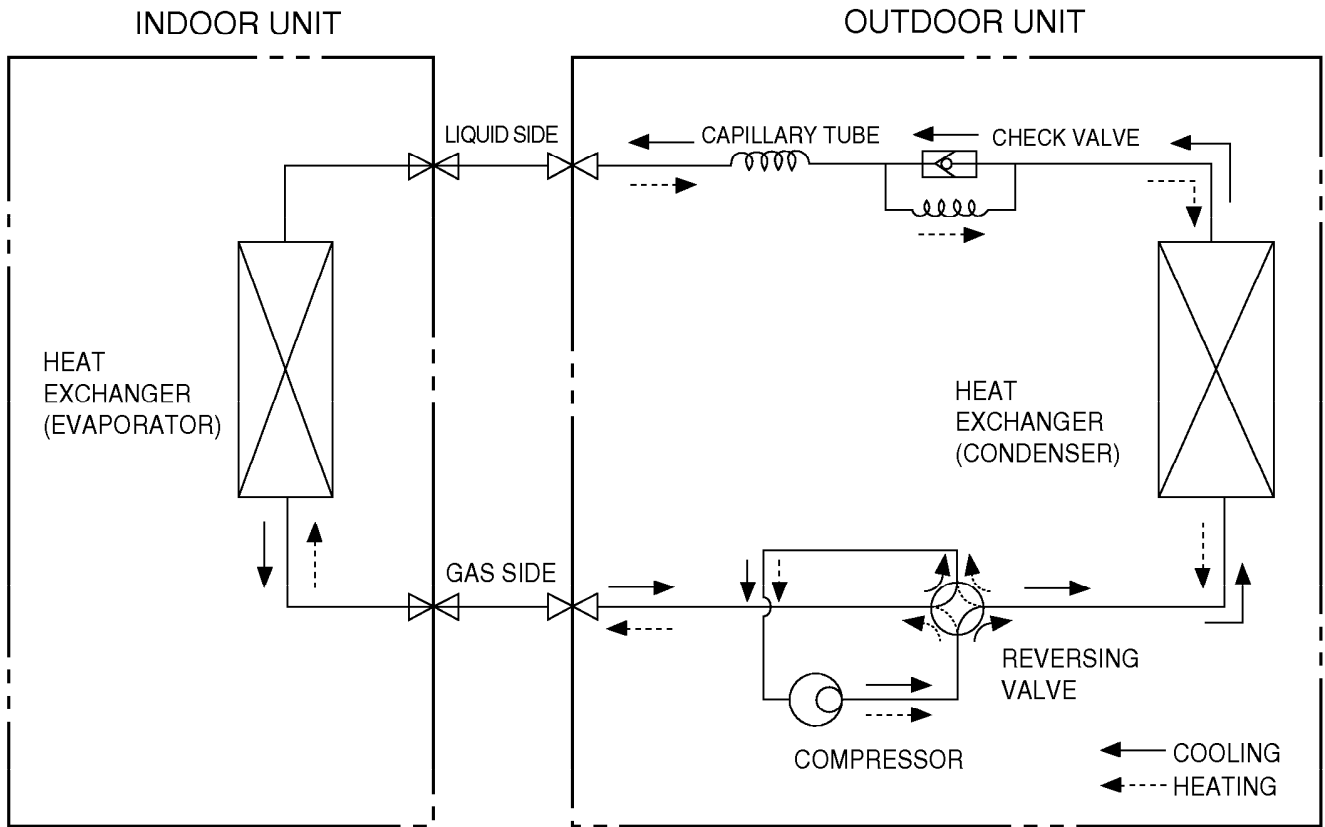 INDOOR UNIT
OUTDOOR UNIT
LIQUID SIDE
CAPILLARY TUBE
CHECK VALVE
HEAT
EXCHANGER
(EVAPORATOR)
HEAT
EXCHANGER
(CONDENSER)
GAS SIDE
REVERSING
VALVE
COMPRESSOR
COOLING
HEATING